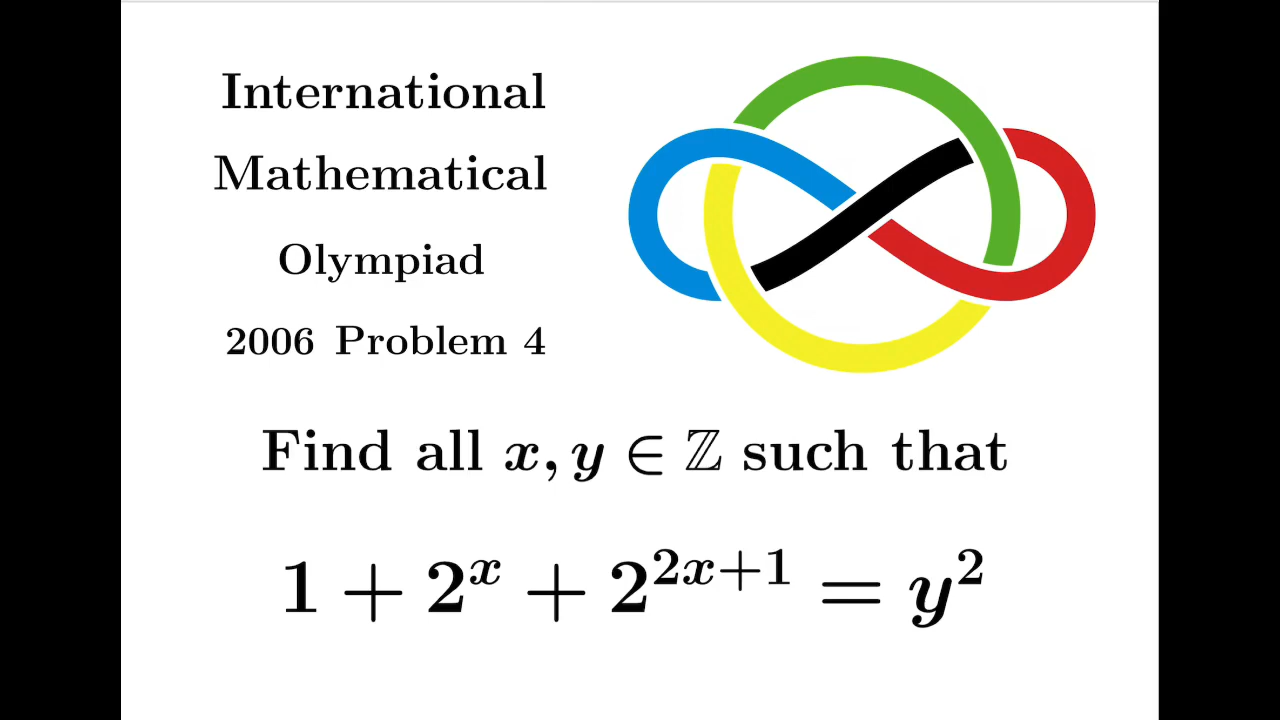 International
Mathematical
Olympiad
2006 Problem 4
Find all x, y ∈ ℤ such that
1 + 2^x + 2^{2x+1} = y^2